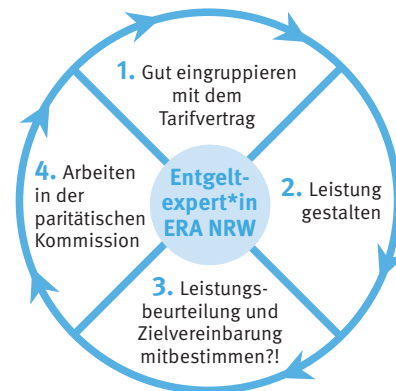 1. Gut eingruppieren
mit dem
Tarifvertrag
2. Leistung
gestalten
3. Leistungs-
beurteilung und
Zielvereinbarung
mitbestimmen?!
4. Arbeiten
in der
paritätischen
Kommission
Entgelt-
expert*in
ERA NRW